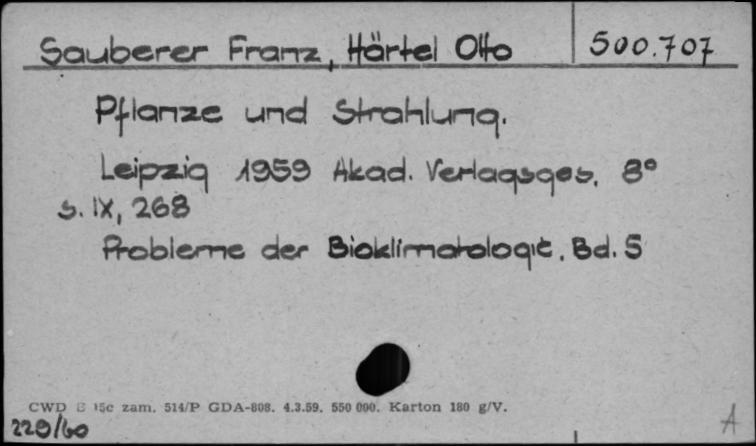 Sauberer Franz, Härtel Otto 500.707
Pflanze und Strahlung.
Leipzig 1959 Akad. Verlagsges. 8°
s. IX, 268
Probleme der Bioklimatologie. Bd. 5
CWD B 15c zam. 514/P GDA-808. 4.3.59. 550 000. Karton 180 g/V.
229/60
A